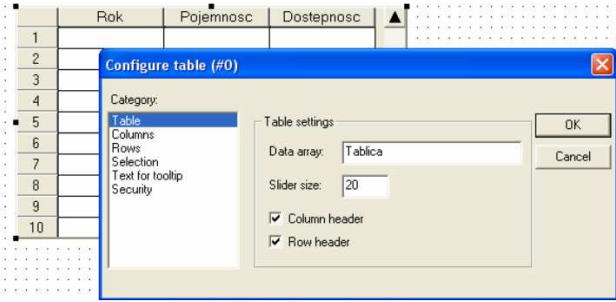 Rok Pojemnosc Dostepnosc
1
2
3
4
5
6
7
8
9
10
Configure table (#0)
Category:
Table
Columns
Rows
Selection
Text for tooltip
Security
Table settings
Data array: Tablica
Slider size: 20
Column header
Row header
OK
Cancel